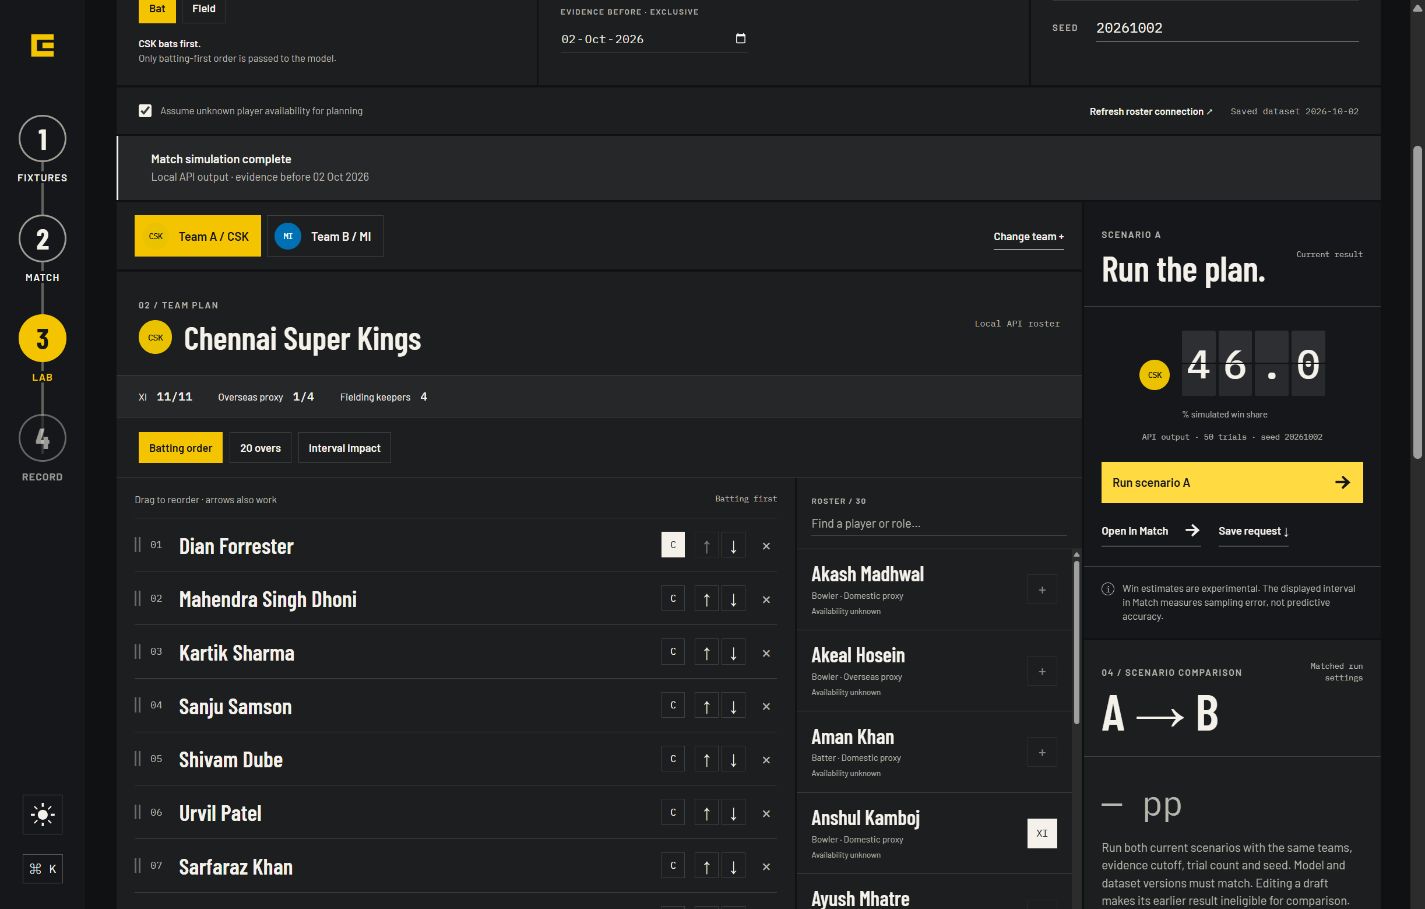 Bat
Field
CSK bats first.
Only batting-first order is passed to the model.
EVIDENCE BEFORE · EXCLUSIVE
02-Oct-2026
SEED
20261002
Assume unknown player availability for planning
Refresh roster connection ↗
Saved dataset 2026-10-02
Match simulation complete
Local API output · evidence before 02 Oct 2026
1
FIXTURES
2
MATCH
3
LAB
4
RECORD
⌘ K
CSK
Team A / CSK
MI
Team B / MI
Change team +
02 / TEAM PLAN
CSK
Chennai Super Kings
Local API roster
XI 11/11
Overseas proxy 1/4
Fielding keepers 4
Batting order
20 overs
Interval impact
Drag to reorder · arrows also work
Batting first
01 Dian Forrester C ↑ ↓ ×
02 Mahendra Singh Dhoni C ↑ ↓ ×
03 Kartik Sharma C ↑ ↓ ×
04 Sanju Samson C ↑ ↓ ×
05 Shivam Dube C ↑ ↓ ×
06 Urvil Patel C ↑ ↓ ×
07 Sarfaraz Khan C ↑ ↓ ×
ROSTER / 30
Find a player or role...
Akash Madhwal
Bowler · Domestic proxy
Availability unknown
+
Akeal Hosein
Bowler · Overseas proxy
Availability unknown
+
Aman Khan
Batter · Domestic proxy
Availability unknown
+
Anshul Kamboj
Bowler · Domestic proxy
Availability unknown
XI
Ayush Mhatre
SCENARIO A
Run the plan.
Current result
CSK
46.0
% simulated win share
API output · 50 trials · seed 20261002
Run scenario A →
Open in Match →
Save request ↓
Win estimates are experimental. The displayed interval
in Match measures sampling error, not predictive
accuracy.
04 / SCENARIO COMPARISON
Matched run
settings
A → B
— pp
Run both current scenarios with the same teams,
evidence cutoff, trial count and seed. Model and
dataset versions must match. Editing a draft
makes its earlier result ineligible for comparison.